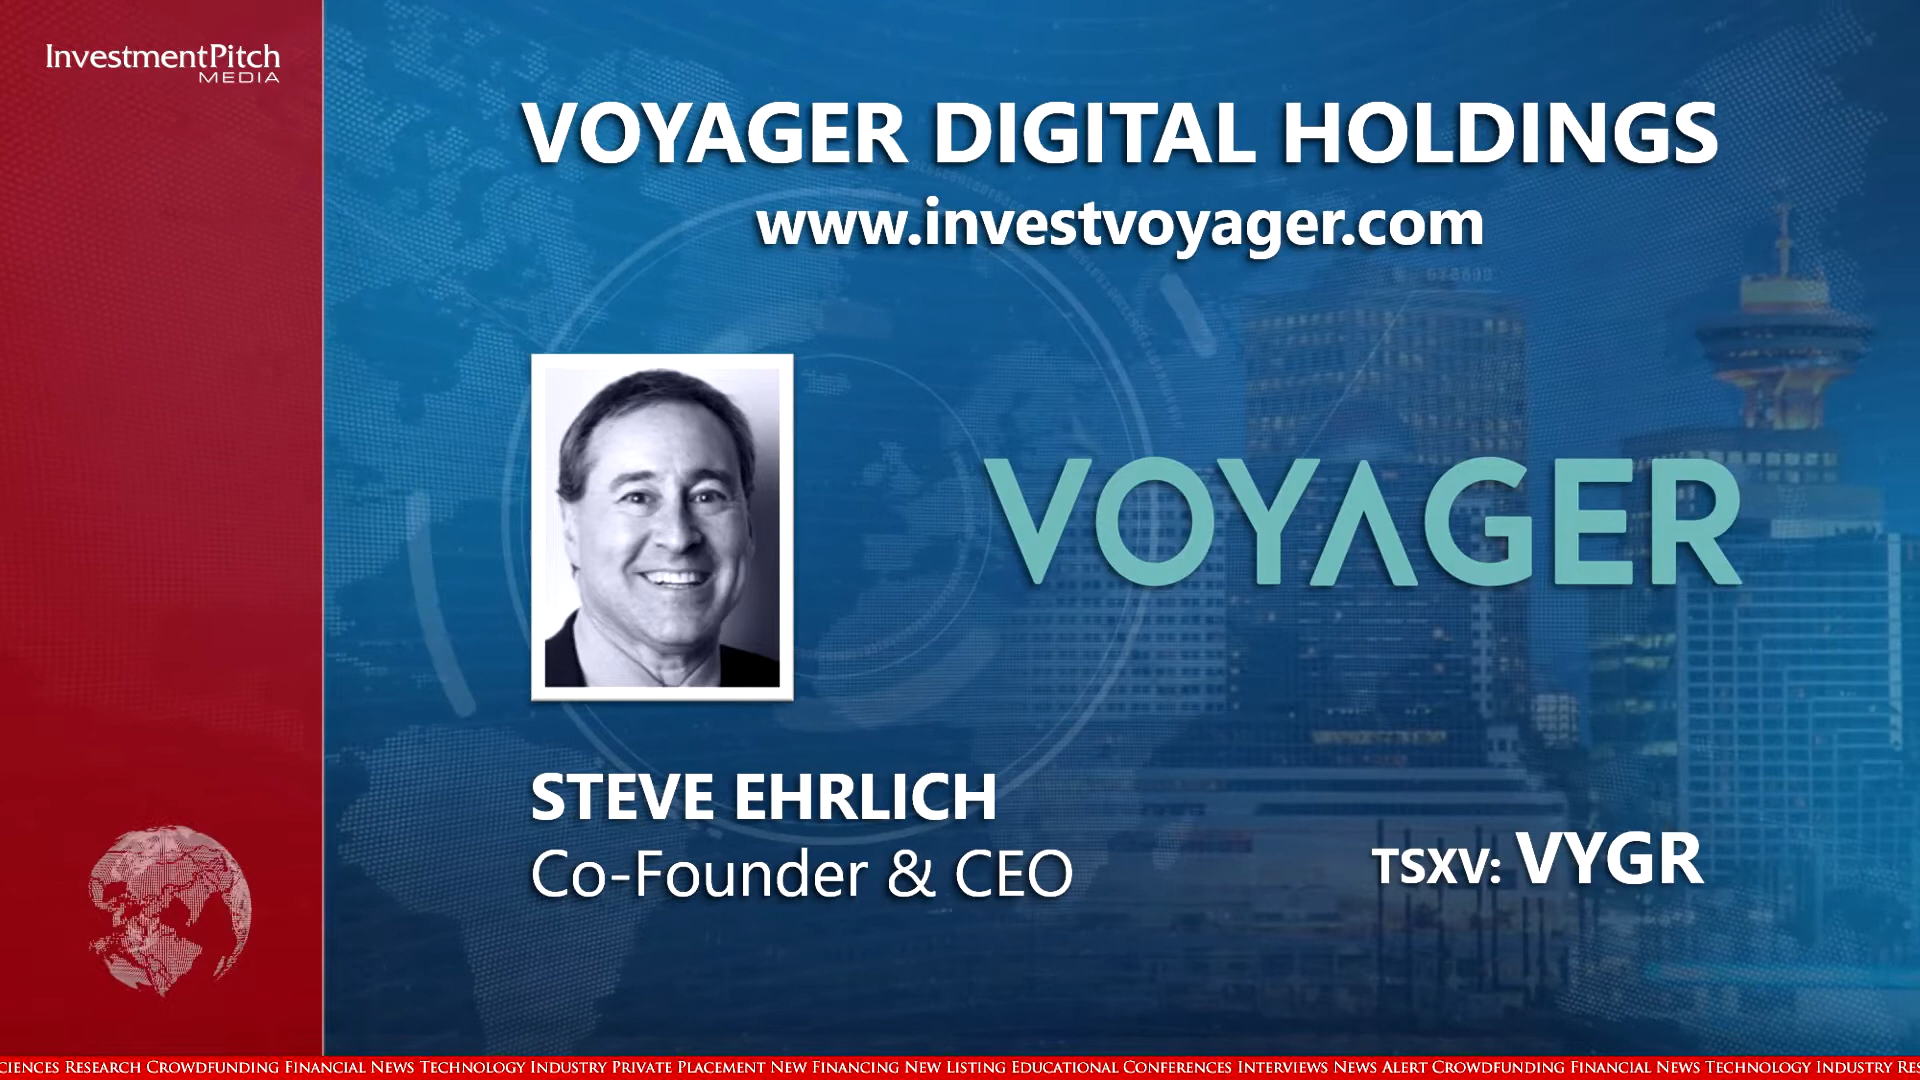 InvestmentPitch
MEDIA
VOYAGER DIGITAL HOLDINGS
www.investvoyager.com
VOYAGER
STEVE EHRLICH
Co-Founder & CEO
TSXV: VYGR
CIENCES RESEARCH CROWDFUNDING FINANCIAL NEWS TECHNOLOGY INDUSTRY PRIVATE PLACEMENT NEW FINANCING NEW LISTING EDUCATIONAL CONFERENCES INTERVIEWS NEWS ALERT CROWDFUNDING FINANCIAL NEWS TECHNOLOGY INDUSTRY RES